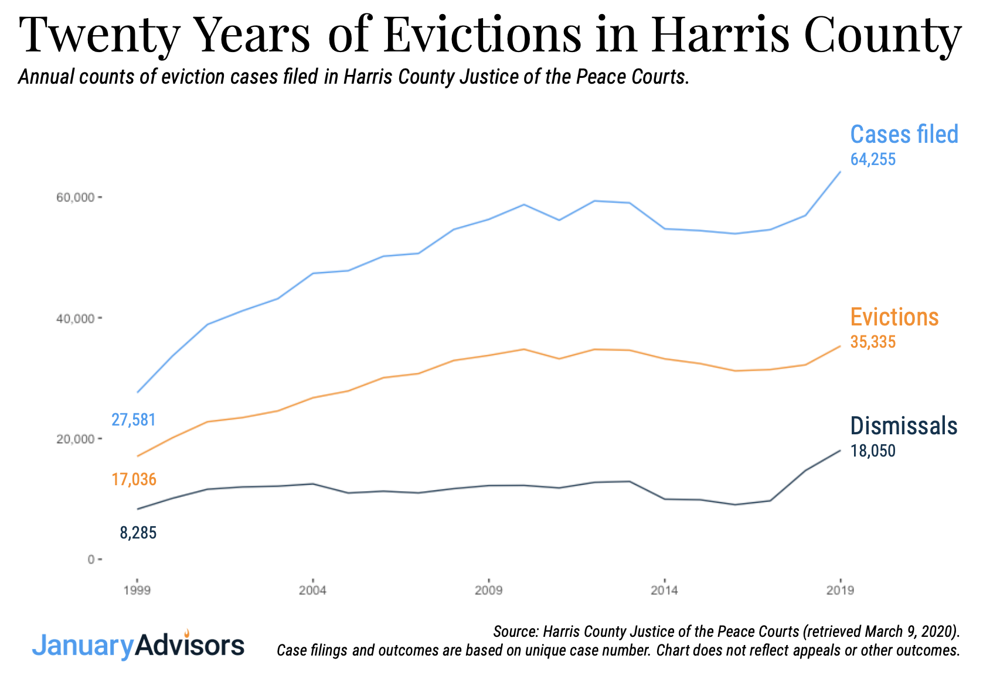 Twenty Years of Evictions in Harris County
Annual counts of eviction cases filed in Harris County Justice of the Peace Courts.
Cases filed
64,255
60,000
40,000
Evictions
35,335
27,581
20,000
Dismissals
18,050
17,036
8,285
0
1999 2004 2009 2014 2019
JanuaryAdvisors
Source: Harris County Justice of the Peace Courts (retrieved March 9, 2020).
Case filings and outcomes are based on unique case number. Chart does not reflect appeals or other outcomes.